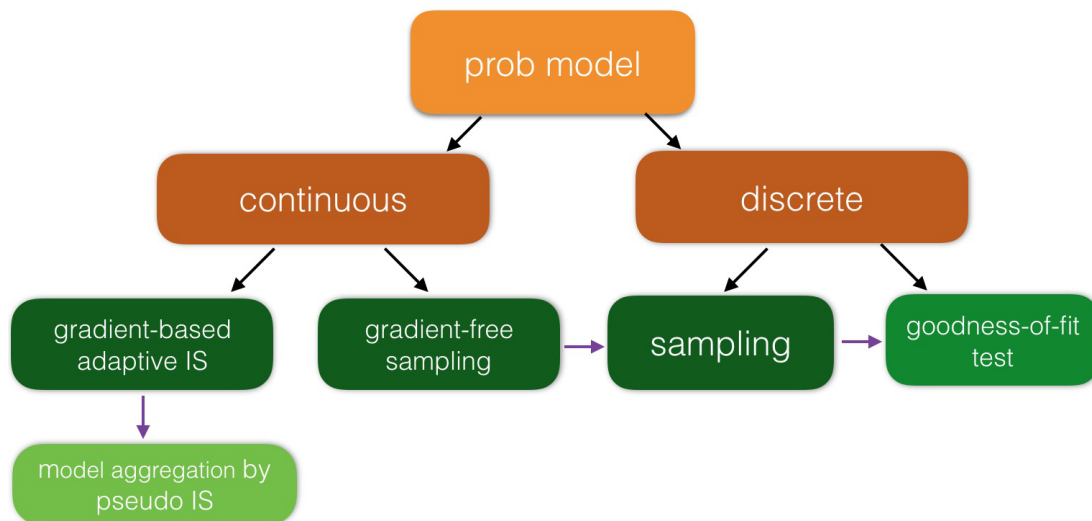 prob model
continuous
discrete
gradient-based
adaptive IS
gradient-free
sampling
sampling
goodness-of-fit
test
model aggregation by
pseudo IS